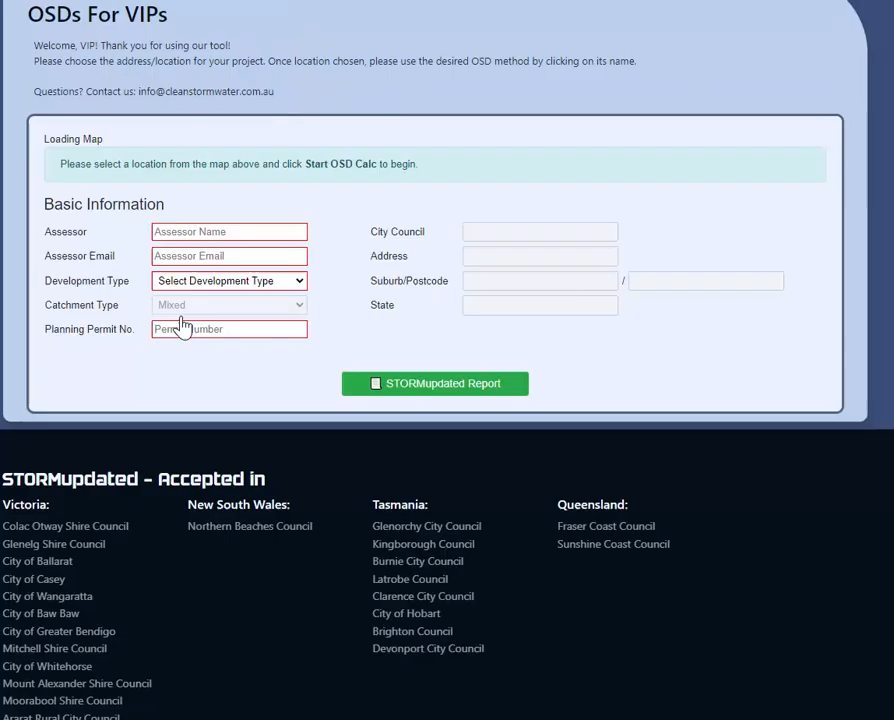 OSDs For VIPs
Welcome, VIP! Thank you for using our tool!
Please choose the address/location for your project. Once location chosen, please use the desired OSD method by clicking on its name.
Questions? Contact us: info@cleanstormwater.com.au
Loading Map
Please select a location from the map above and click Start OSD Calc to begin.
Basic Information
Assessor Assessor Name City Council
Assessor Email Assessor Email Address
Development Type Select Development Type Suburb/Postcode /
Catchment Type Mixed State
Planning Permit No. Number
STORMupdated Report
STORMupdated - Accepted in
Victoria: New South Wales: Tasmania: Queensland:
Colac Otway Shire Council Northern Beaches Council Glenorchy City Council Fraser Coast Council
Glenelg Shire Council Kingborough Council Sunshine Coast Council
City of Ballarat Burnie City Council
City of Casey Latrobe Council
City of Wangaratta Clarence City Council
City of Baw Baw City of Hobart
City of Greater Bendigo Brighton Council
Mitchell Shire Council Devonport City Council
City of Whitehorse
Mount Alexander Shire Council
Moorabool Shire Council
Ararat Rural City Council